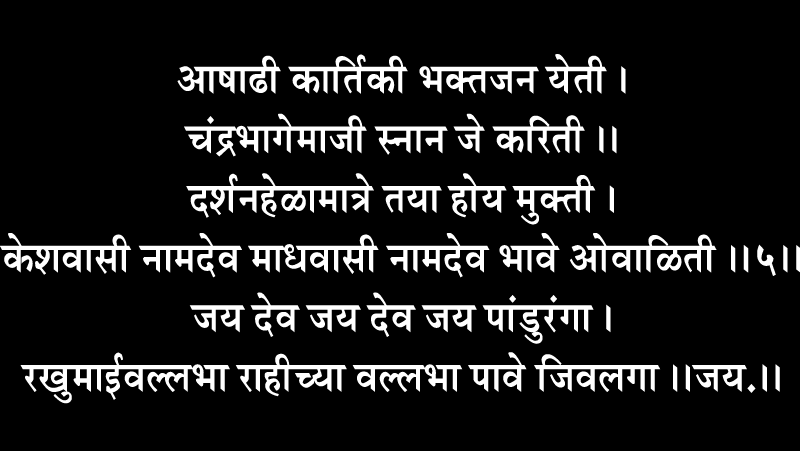 आषाढी कार्तिकी भक्तजन येती ।
चंद्रभागेमाजी स्नान जे करिती ।।
दर्शनहेळामात्रे तया होय मुक्ती ।
केशवासी नामदेव माधवासी नामदेव भावे ओवाळिती ।।५।।
जय देव जय देव जय पांडुरंगा ।
रखुमाईवल्लभा राहीच्या वल्लभा पावे जिवलगा ।।जय.।।